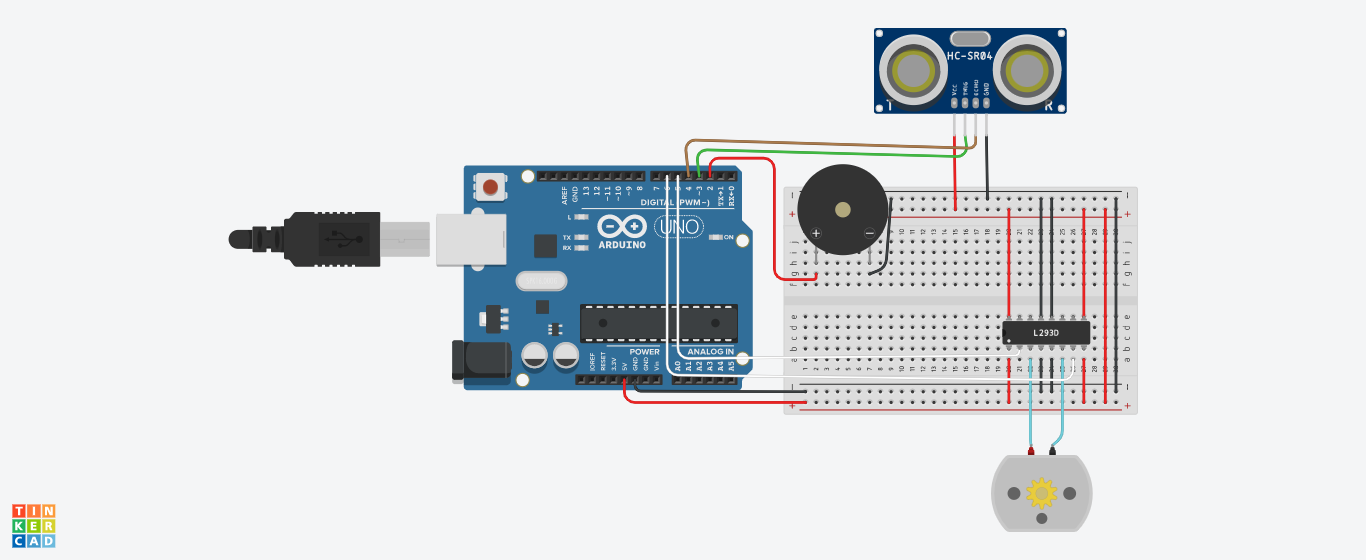 HC-SR04
VCC
TRIG
ECHO
GND
T
R
AREF
GND
13
12
~11
~10
~9
8
7
~6
~5
4
~3
2
TX→1
RX←0
DIGITAL (PWM~)
L
TX
RX
ARDUINO
UNO
ON
POWER
ANALOG IN
IOREF
RESET
3.3V
5V
GND
GND
Vin
A0
A1
A2
A3
A4
A5
+
−
j
i
h
g
f
e
d
c
b
a
L293D
TIN
KER
CAD